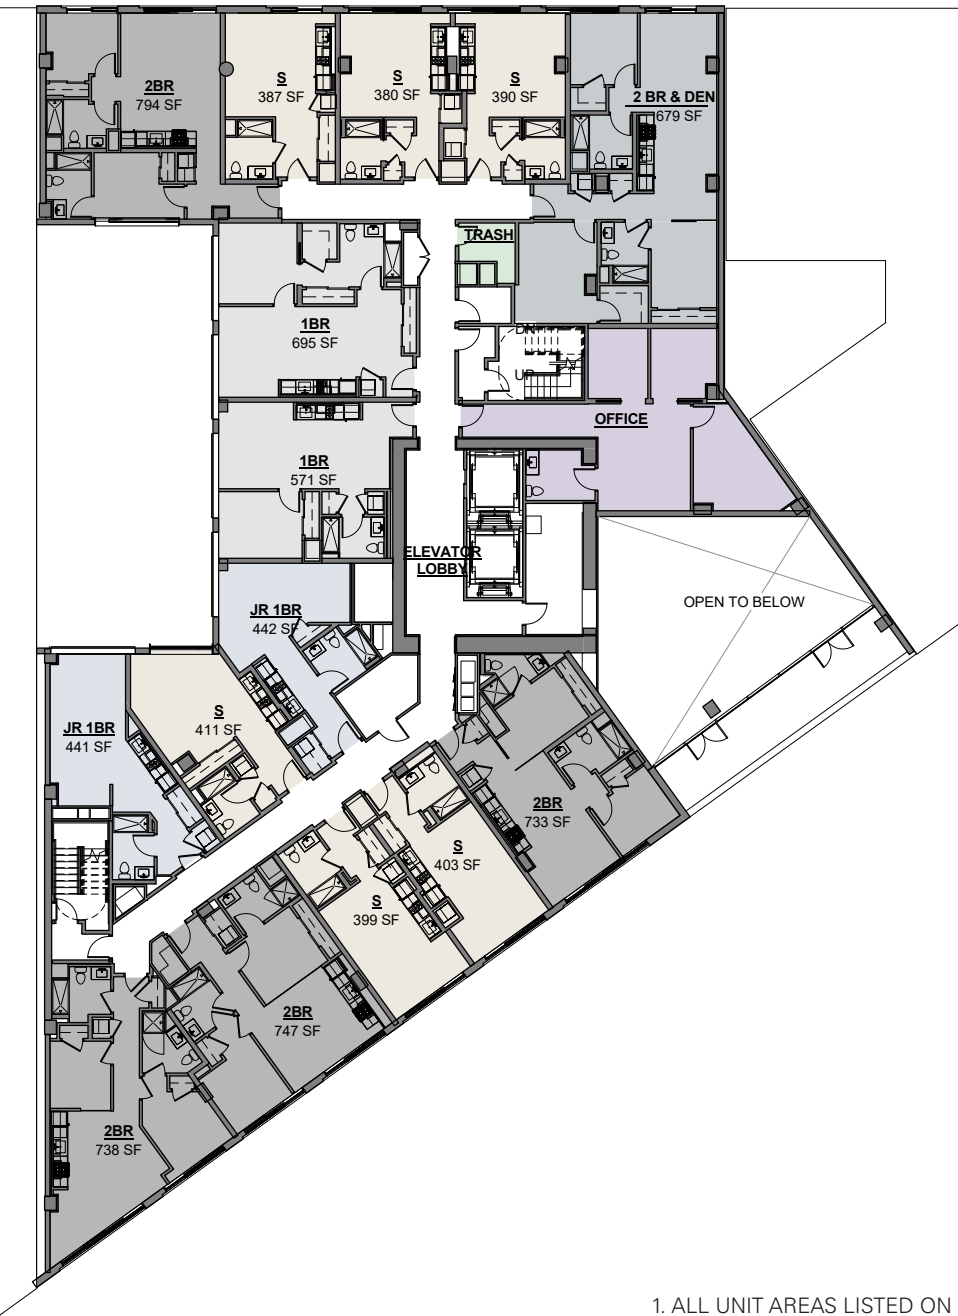 2BR
794 SF
S
387 SF
S
380 SF
S
390 SF
2 BR & DEN
679 SF
TRASH
1BR
695 SF
DN
UP
OFFICE
1BR
571 SF
ELEVATOR
LOBBY
OPEN TO BELOW
JR 1BR
442 SF
S
411 SF
JR 1BR
441 SF
2BR
733 SF
S
403 SF
S
399 SF
2BR
747 SF
2BR
738 SF
1. ALL UNIT AREAS LISTED ON